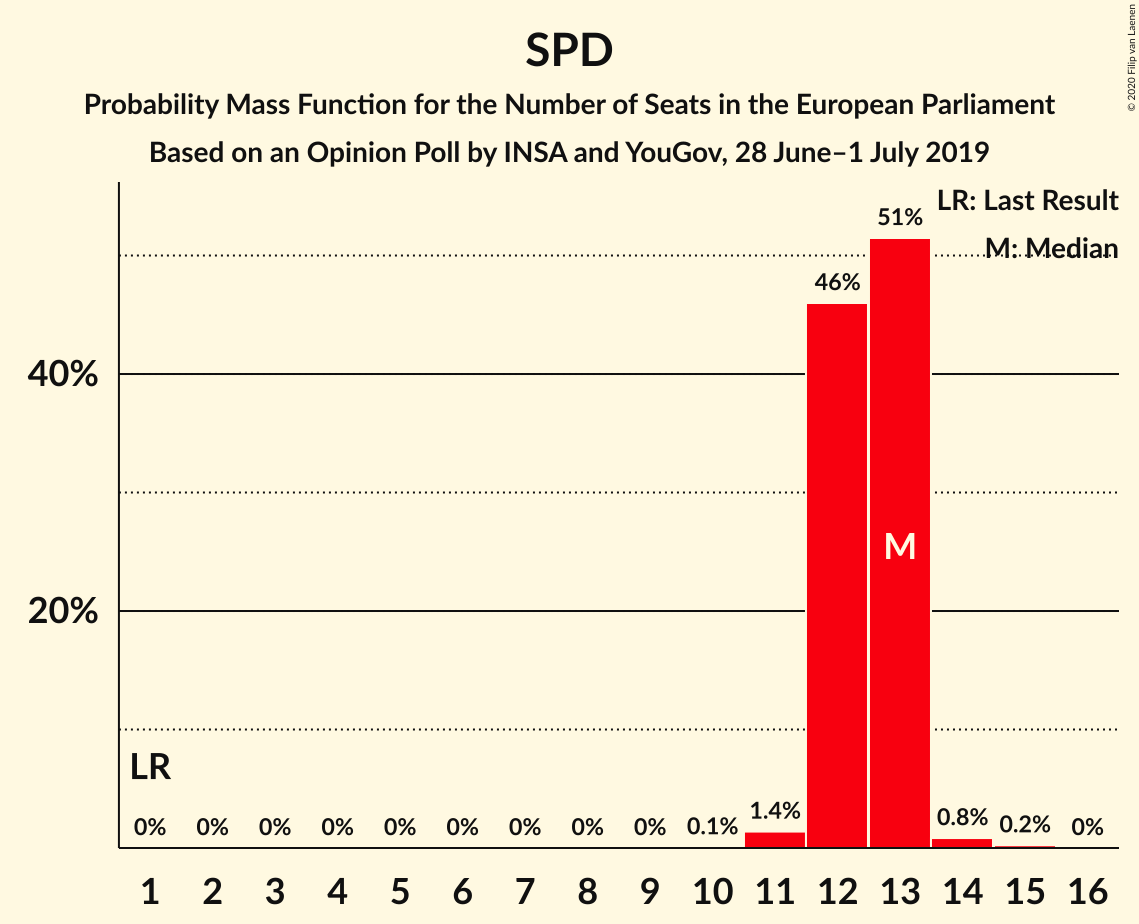 SPD
Probability Mass Function for the Number of Seats in the European Parliament
Based on an Opinion Poll by INSA and YouGov, 28 June–1 July 2019
© 2020 Filip van Laenen
LR: Last Result
M: Median
51%
46%
40%
M
20%
LR
0% 0% 0% 0% 0% 0% 0% 0% 0% 0.1% 1.4% 0.8% 0.2% 0%
1 2 3 4 5 6 7 8 9 10 11 12 13 14 15 16